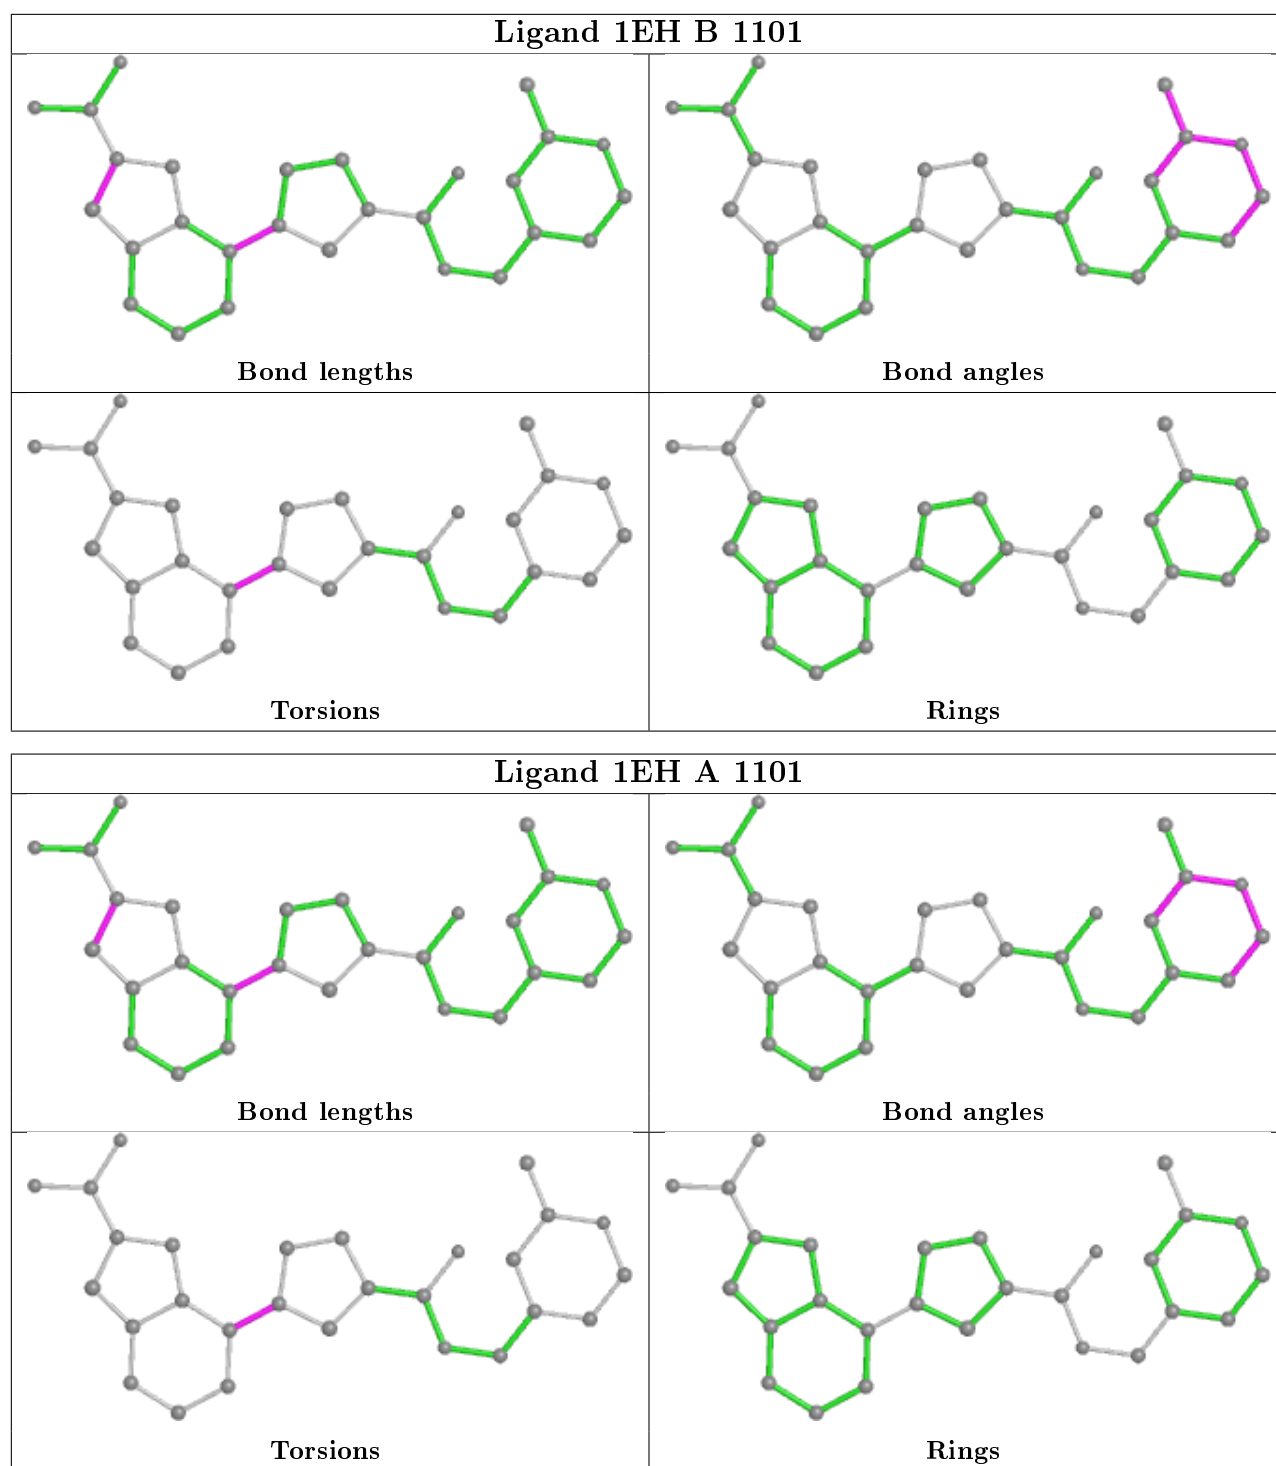 Ligand 1EH B 1101
Bond lengths
Bond angles
Torsions
Rings
Ligand 1EH A 1101
Bond lengths
Bond angles
Torsions
Rings